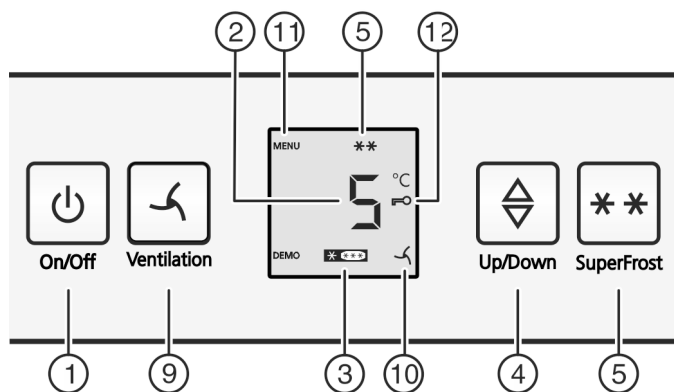 2 11 5 12
MENU **
°C
5
DEMO * ***
On/Off Ventilation Up/Down SuperFrost
* *
1 9 3 10 4 5